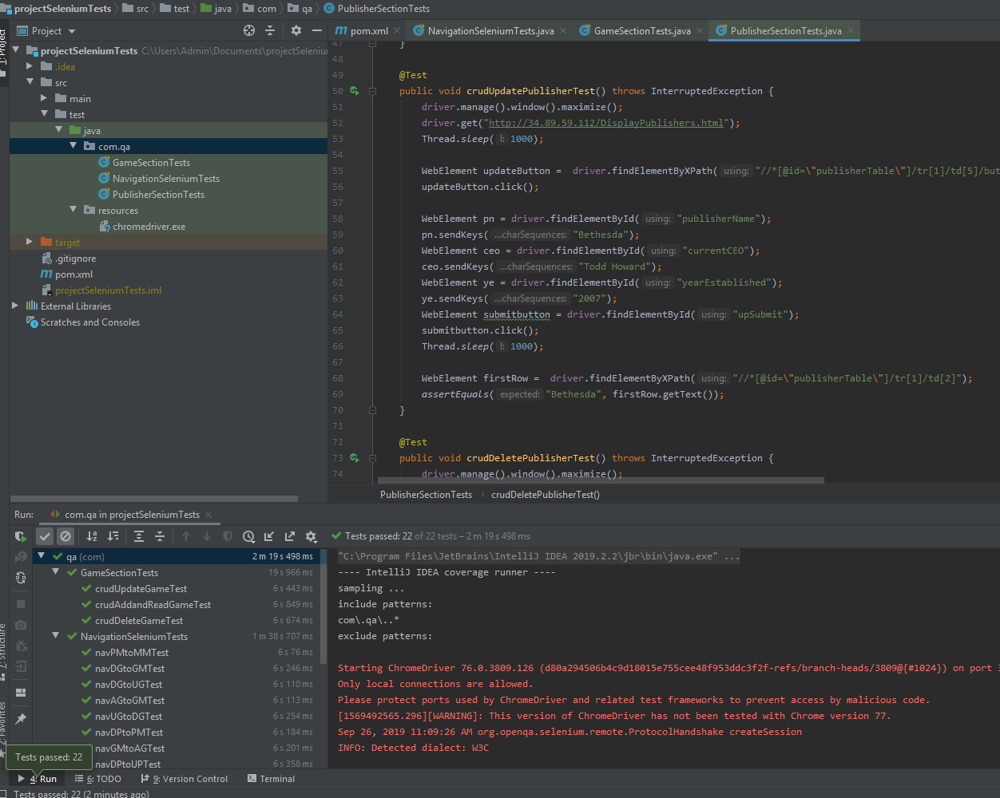 projectSeleniumTests > src > test > java > com > qa > PublisherSectionTests
Project
pom.xml
NavigationSeleniumTests.java
GameSectionTests.java
PublisherSectionTests.java
1: Project
projectSeleniumTests C:\Users\Admin\Documents\projectSeleniun
.idea
src
main
test
java
com.qa
GameSectionTests
NavigationSeleniumTests
PublisherSectionTests
resources
chromedriver.exe
target
.gitignore
pom.xml
projectSeleniumTests.iml
External Libraries
Scratches and Consoles
47 }
48
49 @Test
50 public void crudUpdatePublisherTest() throws InterruptedException {
51 driver.manage().window().maximize();
52 driver.get("http://34.89.59.112/DisplayPublishers.html");
53 Thread.sleep( l: 1000);
54
55 WebElement updateButton = driver.findElementByXPath( using: "//*[@id=\"publisherTable\"]/tr[1]/td[5]/but
56 updateButton.click();
57
58 WebElement pn = driver.findElementById( using: "publisherName");
59 pn.sendKeys( ...charSequences: "Bethesda");
60 WebElement ceo = driver.findElementById( using: "currentCEO");
61 ceo.sendKeys( ...charSequences: "Todd Howard");
62 WebElement ye = driver.findElementById( using: "yearEstablished");
63 ye.sendKeys( ...charSequences: "2007");
64 WebElement submitbutton = driver.findElementById( using: "upSubmit");
65 submitbutton.click();
66 Thread.sleep( l: 1000);
67
68 WebElement firstRow = driver.findElementByXPath( using: "//*[@id=\"publisherTable\"]/tr[1]/td[2]");
69 assertEquals( expected: "Bethesda", firstRow.getText());
70 }
71
72 @Test
73 public void crudDeletePublisherTest() throws InterruptedException {
74 driver.manage().window().maximize();
PublisherSectionTests > crudDeletePublisherTest()
Run: com.qa in projectSeleniumTests
Tests passed: 22 of 22 tests – 2 m 19 s 498 ms
qa (com) 2 m 19 s 498 ms
GameSectionTests 19 s 966 ms
crudUpdateGameTest 6 s 443 ms
crudAddandReadGameTest 6 s 849 ms
crudDeleteGameTest 6 s 674 ms
NavigationSeleniumTests 1 m 38 s 707 ms
navPMtoMMTest 6 s 76 ms
navDGtoGMTest 6 s 246 ms
navDGtoUGTest 6 s 110 ms
navAGtoGMTest 6 s 113 ms
navUGtoDGTest 6 s 254 ms
navDPtoPMTest 6 s 184 ms
navGMtoAGTest 6 s 201 ms
navDPtoUPTest 6 s 358 ms
"C:\Program Files\JetBrains\IntelliJ IDEA 2019.2.2\jbr\bin\java.exe" ...
---- IntelliJ IDEA coverage runner ----
sampling ...
include patterns:
com\.qa\..*
exclude patterns:
Starting ChromeDriver 76.0.3809.126 (d80a294506b4c9d18015e755cee48f953ddc3f2f-refs/branch-heads/3809@{#1024}) on port
Only local connections are allowed.
Please protect ports used by ChromeDriver and related test frameworks to prevent access by malicious code.
[1569492565.296][WARNING]: This version of ChromeDriver has not been tested with Chrome version 77.
Sep 26, 2019 11:09:26 AM org.openqa.selenium.remote.ProtocolHandshake createSession
INFO: Detected dialect: W3C
7: Structure
2: Favorites
Tests passed: 22
4: Run
6: TODO
9: Version Control
Terminal
Tests passed: 22 (2 minutes ago)